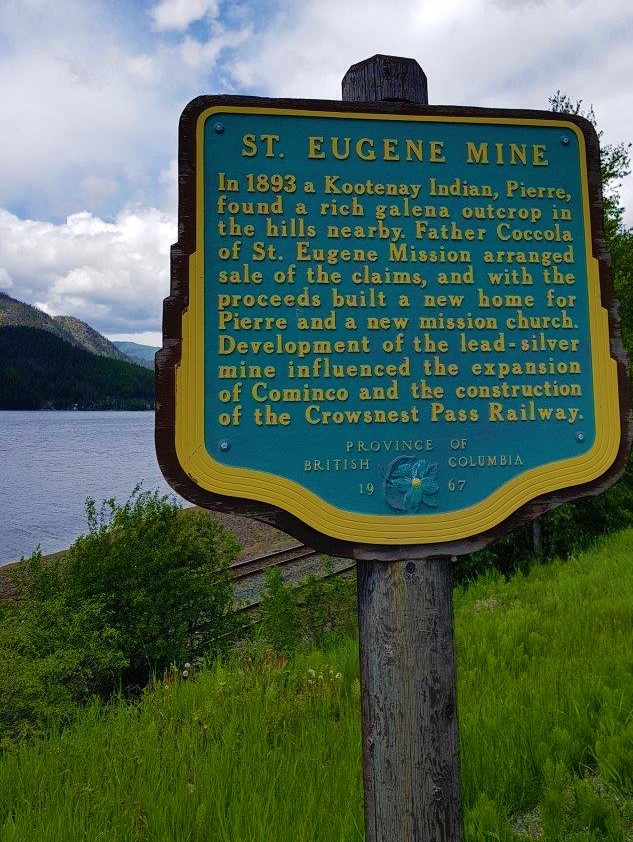 ST. EUGENE MINE
In 1893 a Kootenay Indian, Pierre,
found a rich galena outcrop in
the hills nearby. Father Coccola
of St. Eugene Mission arranged
sale of the claims, and with the
proceeds built a new home for
Pierre and a new mission church.
Development of the lead-silver
mine influenced the expansion
of Cominco and the construction
of the Crowsnest Pass Railway.
PROVINCE OF
BRITISH COLUMBIA
19 67